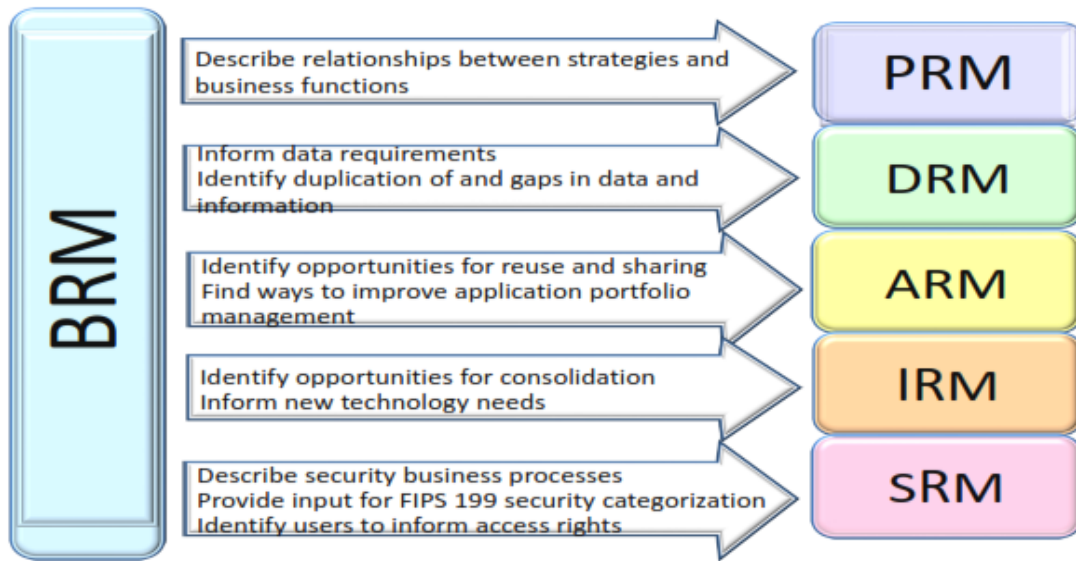 BRM
Describe relationships between strategies and
business functions
PRM
Inform data requirements
Identify duplication of and gaps in data and
information
DRM
Identify opportunities for reuse and sharing
Find ways to improve application portfolio
management
ARM
Identify opportunities for consolidation
Inform new technology needs
IRM
Describe security business processes
Provide input for FIPS 199 security categorization
Identify users to inform access rights
SRM